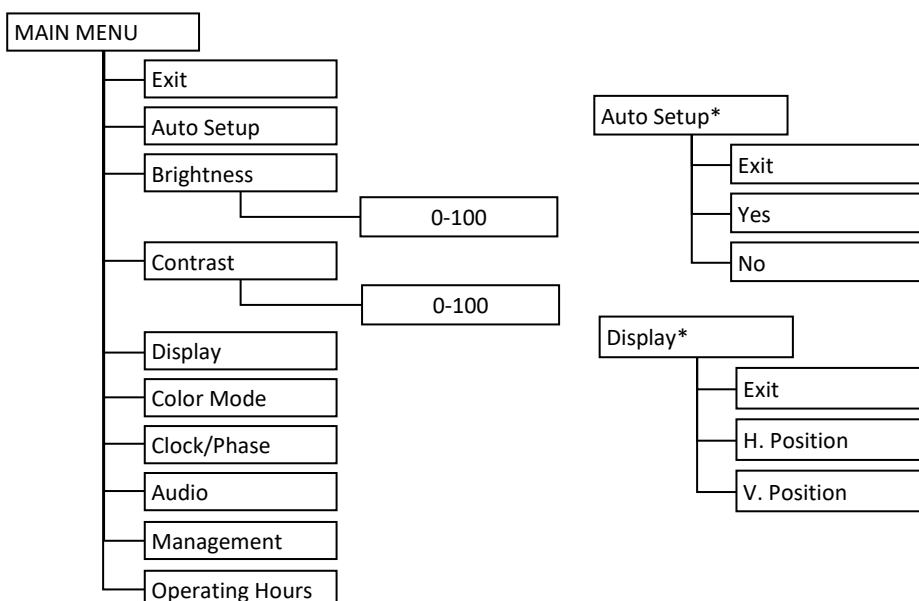 MAIN MENU
Exit
Auto Setup
Brightness
0-100
Contrast
0-100
Display
Color Mode
Clock/Phase
Audio
Management
Operating Hours
Auto Setup*
Exit
Yes
No
Display*
Exit
H. Position
V. Position